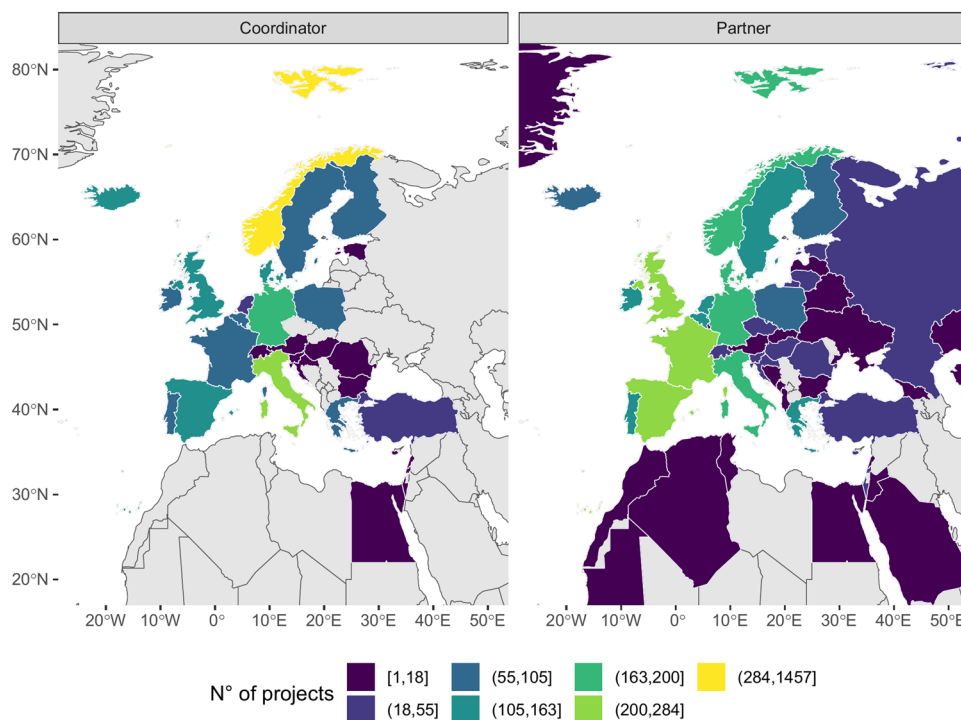 Coordinator
Partner
80°N
70°N
60°N
50°N
40°N
30°N
20°N
20°W 10°W 0° 10°E 20°E 30°E 40°E 50°E 20°W 10°W 0° 10°E 20°E 30°E 40°E 50°E
N° of projects
[1,18] (55,105] (163,200] (284,1457]
(18,55] (105,163] (200,284]